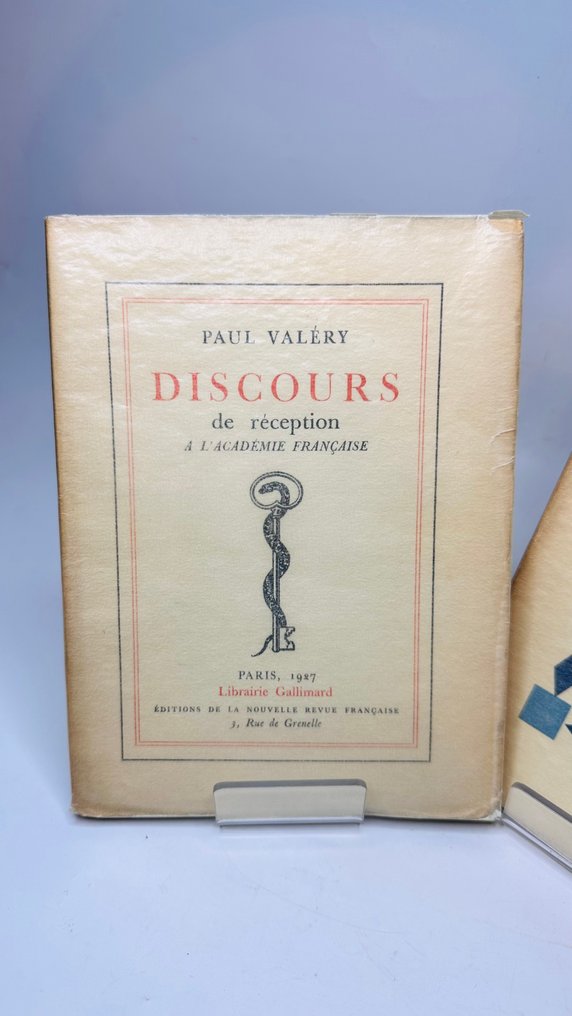 PAUL VALÉRY
DISCOURS
de réception
A L'ACADÉMIE FRANÇAISE
PARIS, 1927
Librairie Gallimard
ÉDITIONS DE LA NOUVELLE REVUE FRANÇAISE
3, Rue de Grenelle